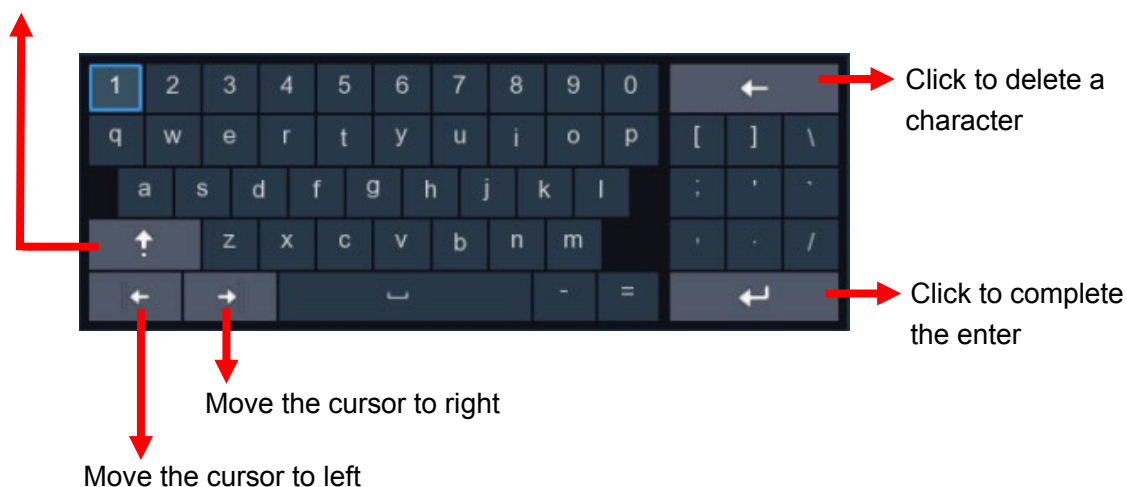 1 2 3 4 5 6 7 8 9 0
Click to delete a
character
q w e r t y u i o p [ ] \
a s d f g h j k l ; ' `
z x c v b n m , . /
- =
Click to complete
the enter
Move the cursor to right
Move the cursor to left